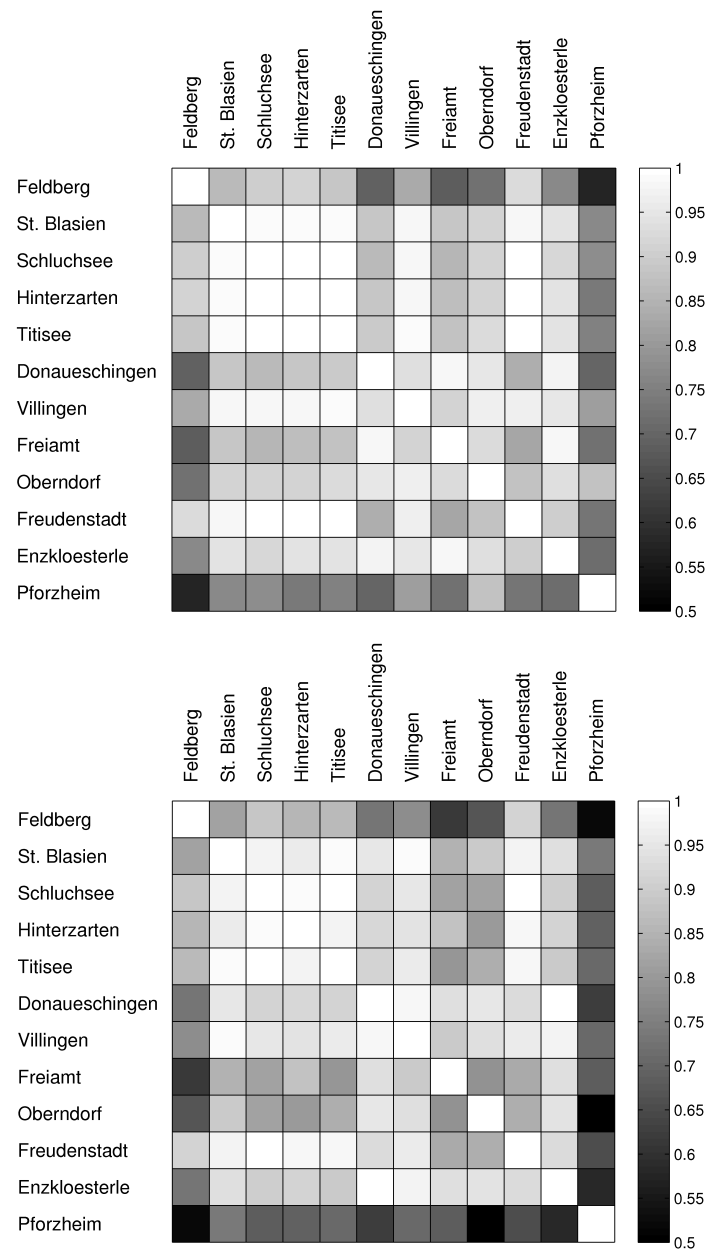 Feldberg
St. Blasien
Schluchsee
Hinterzarten
Titisee
Donaueschingen
Villingen
Freiamt
Oberndorf
Freudenstadt
Enzkloesterle
Pforzheim
Feldberg
St. Blasien
Schluchsee
Hinterzarten
Titisee
Donaueschingen
Villingen
Freiamt
Oberndorf
Freudenstadt
Enzkloesterle
Pforzheim
1
0.95
0.9
0.85
0.8
0.75
0.7
0.65
0.6
0.55
0.5
Feldberg
St. Blasien
Schluchsee
Hinterzarten
Titisee
Donaueschingen
Villingen
Freiamt
Oberndorf
Freudenstadt
Enzkloesterle
Pforzheim
Feldberg
St. Blasien
Schluchsee
Hinterzarten
Titisee
Donaueschingen
Villingen
Freiamt
Oberndorf
Freudenstadt
Enzkloesterle
Pforzheim
1
0.95
0.9
0.85
0.8
0.75
0.7
0.65
0.6
0.55
0.5